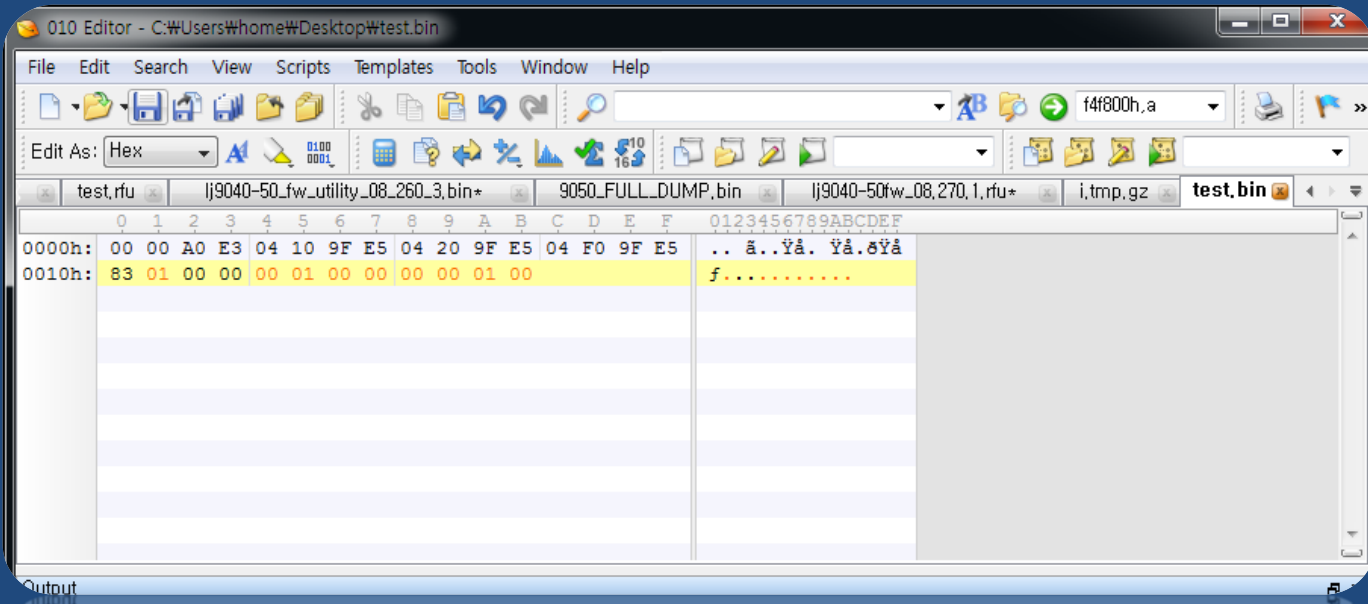 010 Editor - C:₩Users₩home₩Desktop₩test.bin
File Edit Search View Scripts Templates Tools Window Help
f4f800h,a
Edit As: Hex
test.rfu lj9040-50_fw_utility_08_260_3.bin* 9050_FULL_DUMP.bin lj9040-50fw_08.270.1.rfu* i.tmp.gz test.bin
0 1 2 3 4 5 6 7 8 9 A B C D E F 0123456789ABCDEF
0000h: 00 00 A0 E3 04 10 9F E5 04 20 9F E5 04 F0 9F E5 .. ã..Ÿå. Ÿå.ðŸå
0010h: 83 01 00 00 00 01 00 00 00 00 01 00 ƒ...........
Output